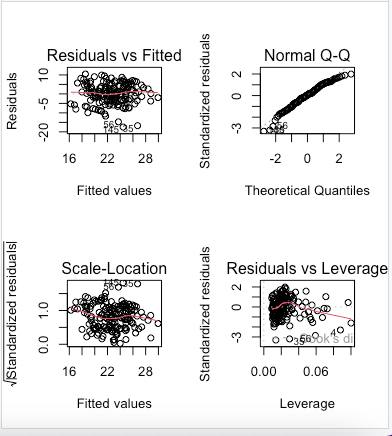 Residuals vs Fitted
Residuals
10
-5
-20
16 22 28
Fitted values
Normal Q-Q
Standardized residuals
2
0
-3
-2 0 2
Theoretical Quantiles
Scale-Location
√|Standardized residuals|
1.0
0.0
16 22 28
Fitted values
Residuals vs Leverage
Standardized residuals
2
0
-3
4
0.00 0.06
Leverage